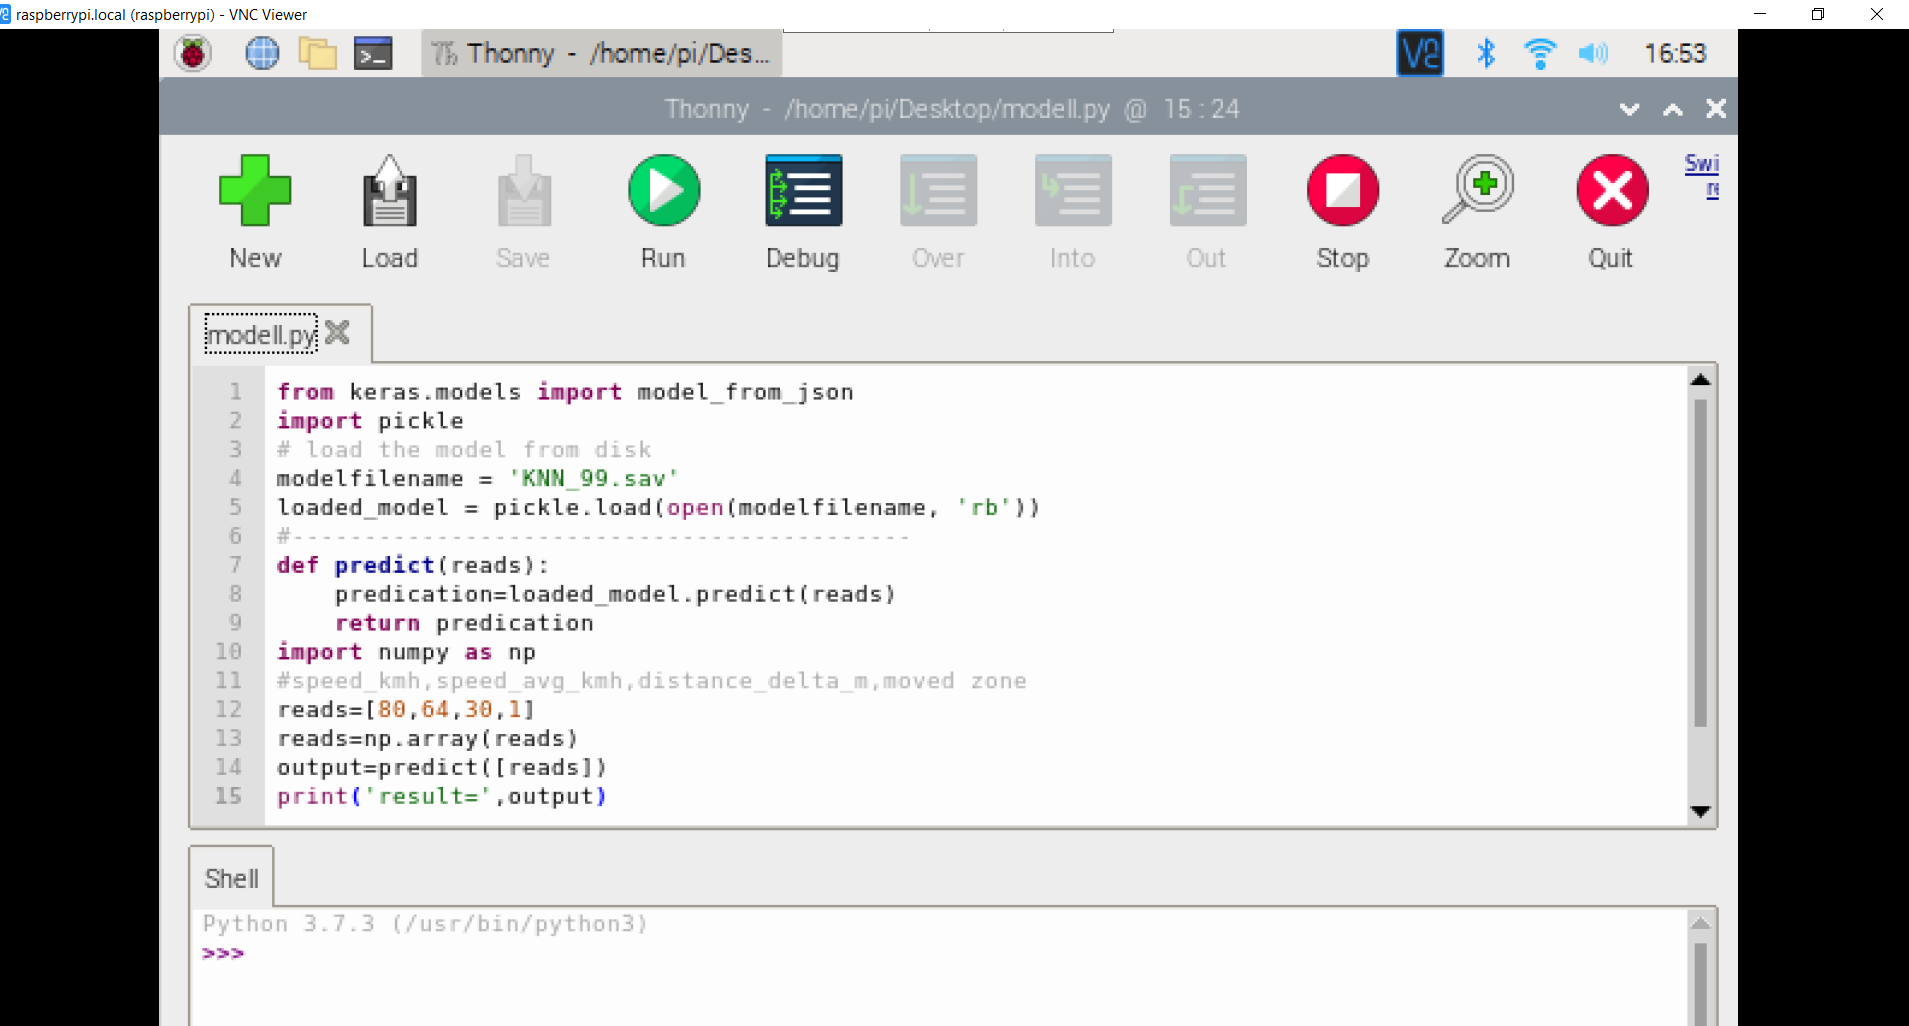 raspberrypi.local (raspberrypi) - VNC Viewer
Thonny - /home/pi/Des... 16:53
Thonny - /home/pi/Desktop/modell.py @ 15 : 24
New Load Save Run Debug Over Into Out Stop Zoom Quit
modell.py
1 from keras.models import model_from_json
2 import pickle
3 # load the model from disk
4 modelfilename = 'KNN_99.sav'
5 loaded_model = pickle.load(open(modelfilename, 'rb'))
6 #-------------------------------------------
7 def predict(reads):
8     predication=loaded_model.predict(reads)
9     return predication
10 import numpy as np
11 #speed_kmh,speed_avg_kmh,distance_delta_m,moved zone
12 reads=[80,64,30,1]
13 reads=np.array(reads)
14 output=predict([reads])
15 print('result=',output)
Shell
Python 3.7.3 (/usr/bin/python3)
>>>